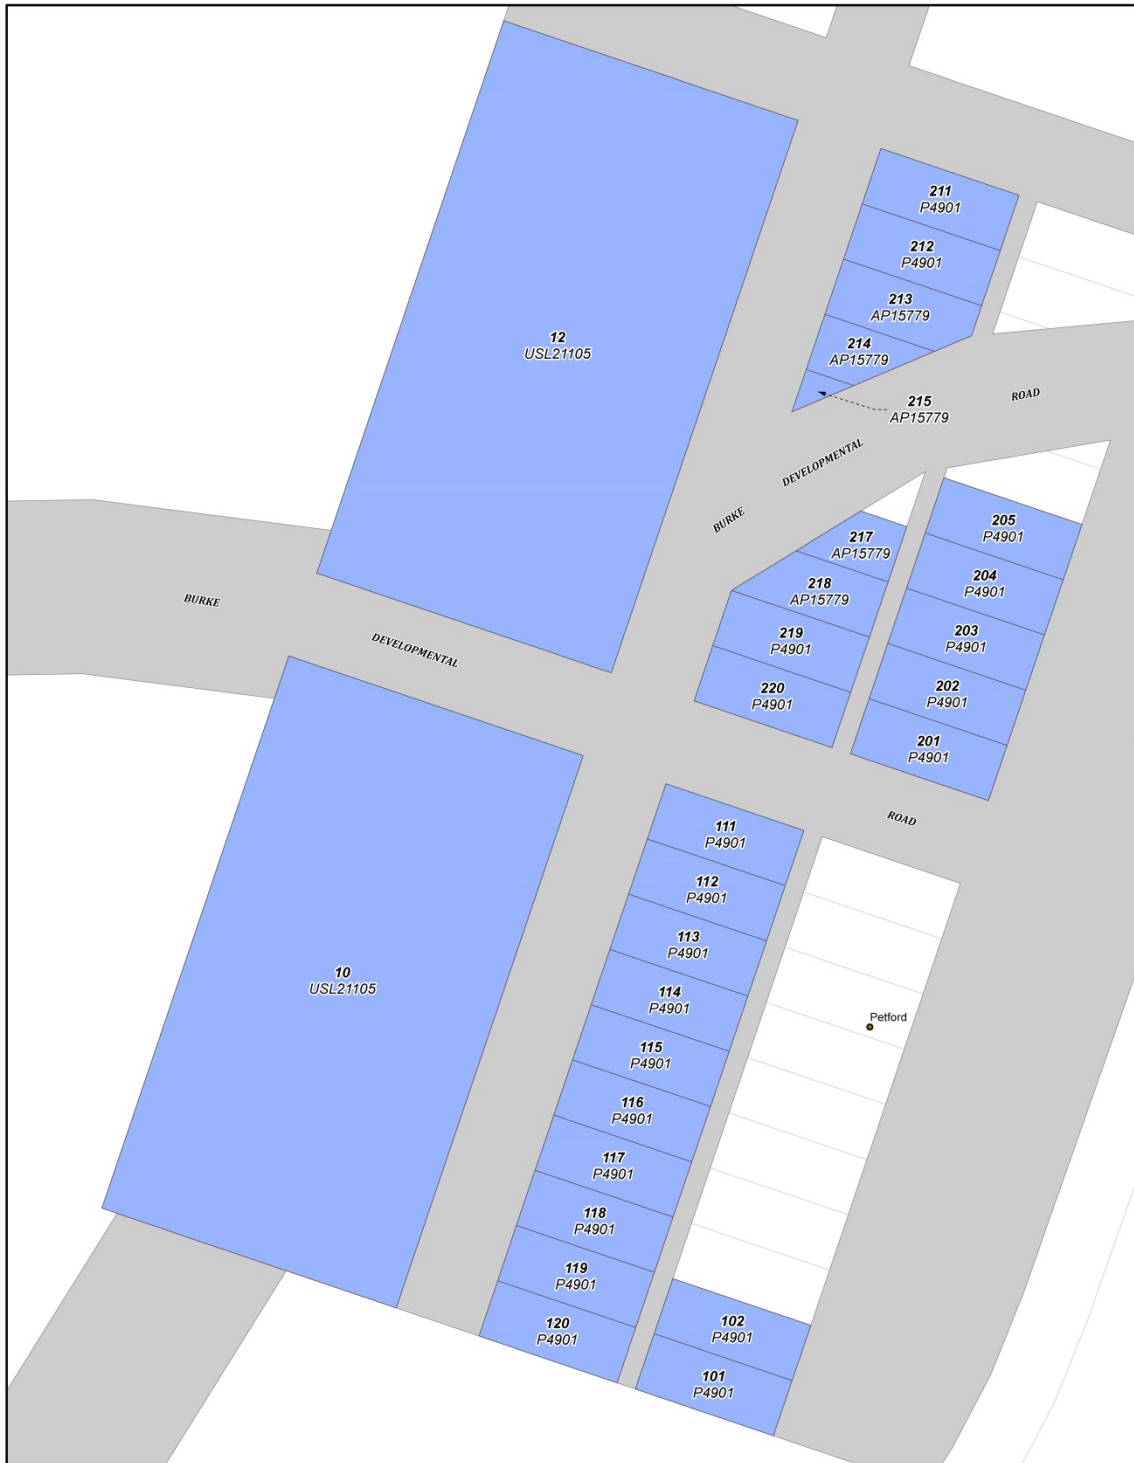 211
P4901
212
P4901
213
AP15779
214
AP15779
215
AP15779
12
USL21105
ROAD
DEVELOPMENTAL
BURKE
217
AP15779
218
AP15779
219
P4901
220
P4901
205
P4901
204
P4901
203
P4901
202
P4901
201
P4901
BURKE
DEVELOPMENTAL
ROAD
111
P4901
112
P4901
113
P4901
114
P4901
115
P4901
116
P4901
117
P4901
118
P4901
119
P4901
120
P4901
10
USL21105
Petford
102
P4901
101
P4901